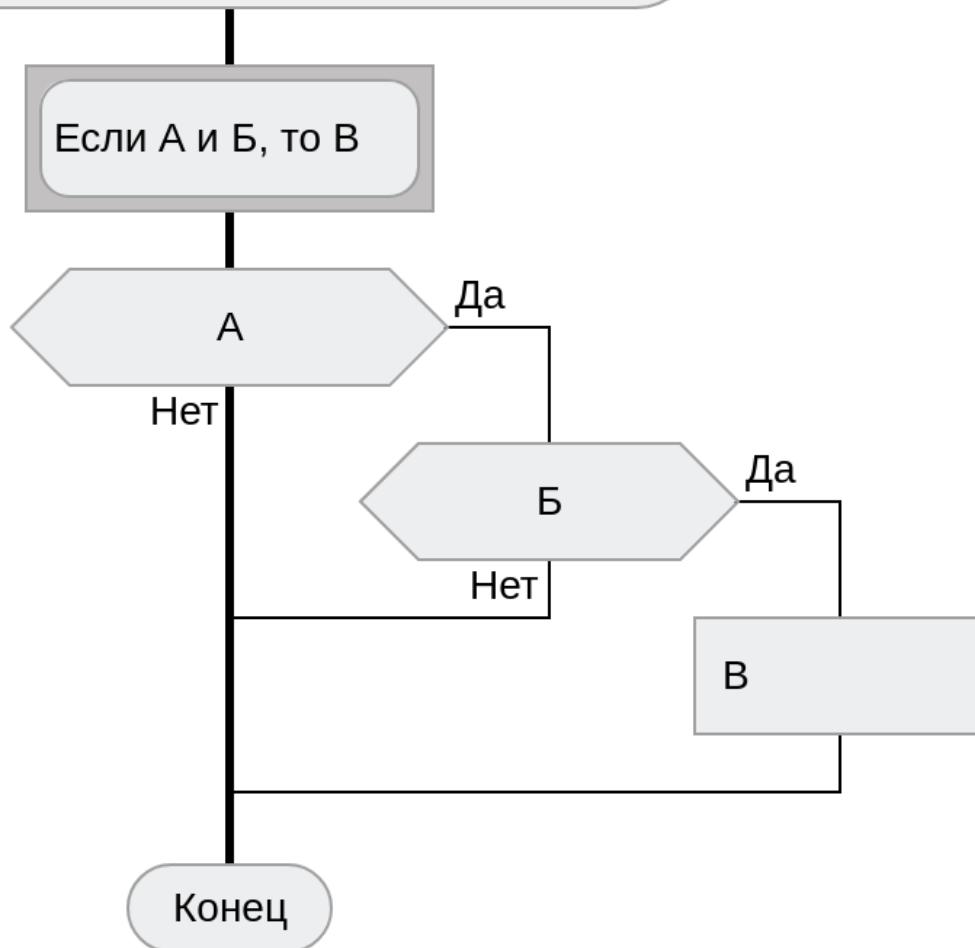 Если А и Б, то В
А
Да
Нет
Б
Да
Нет
В
Конец